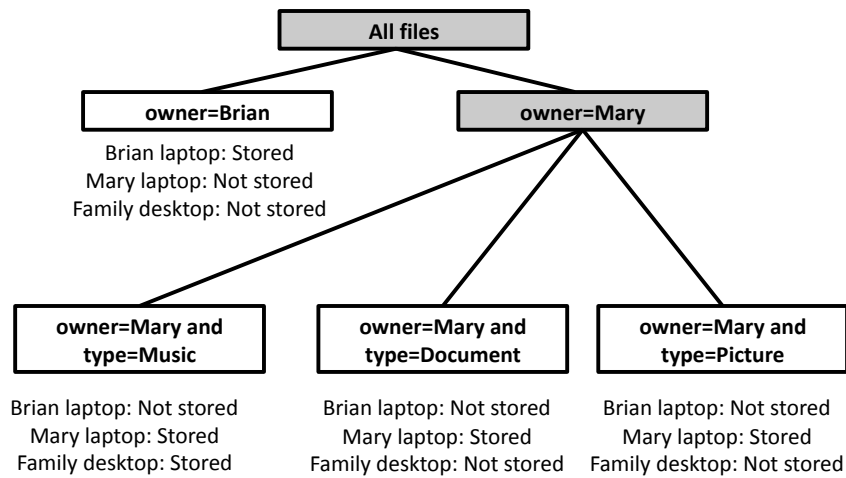 All files
owner=Brian
owner=Mary
Brian laptop: Stored
Mary laptop: Not stored
Family desktop: Not stored
owner=Mary and
type=Music
owner=Mary and
type=Document
owner=Mary and
type=Picture
Brian laptop: Not stored
Mary laptop: Stored
Family desktop: Stored
Brian laptop: Not stored
Mary laptop: Stored
Family desktop: Not stored
Brian laptop: Not stored
Mary laptop: Stored
Family desktop: Not stored